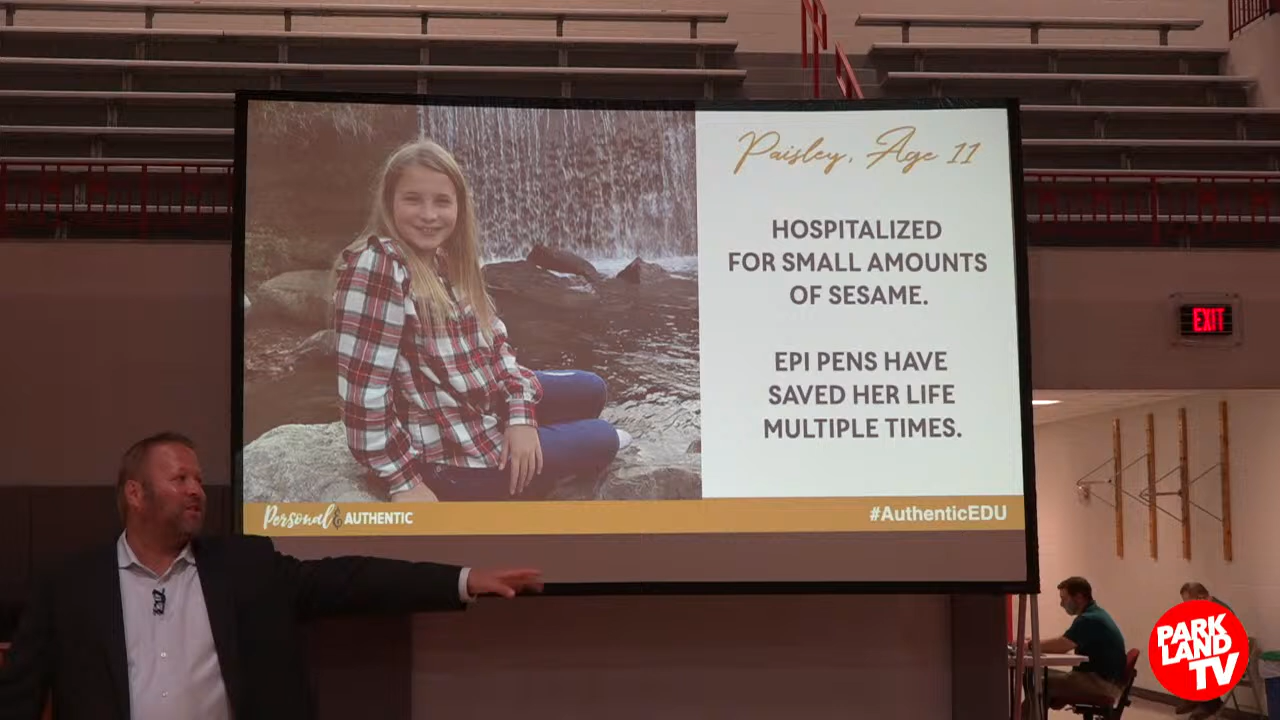 Paisley, Age 11
HOSPITALIZED
FOR SMALL AMOUNTS
OF SESAME.
EPI PENS HAVE
SAVED HER LIFE
MULTIPLE TIMES.
Personal & AUTHENTIC
#AuthenticEDU
EXIT
PARK
LAND
TV